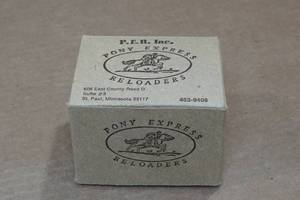 P.E.R. Inc.
PONY EXPRESS
RELOADERS
608 East County Road D
Suite #3
St. Paul, Minnesota 55117
483-9406
PONY EXPRESS
RELOADERS